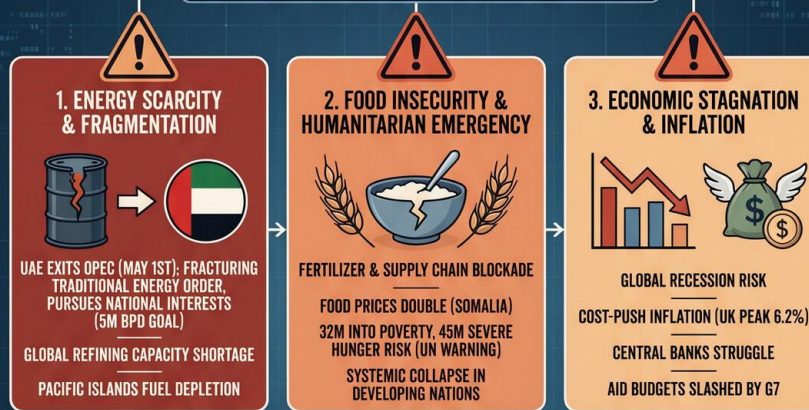 1. ENERGY SCARCITY
& FRAGMENTATION
UAE EXITS OPEC (MAY 1ST); FRACTURING
TRADITIONAL ENERGY ORDER,
PURSUES NATIONAL INTERESTS
(5M BPD GOAL)
GLOBAL REFINING CAPACITY SHORTAGE
PACIFIC ISLANDS FUEL DEPLETION
2. FOOD INSECURITY &
HUMANITARIAN EMERGENCY
FERTILIZER & SUPPLY CHAIN BLOCKADE
FOOD PRICES DOUBLE (SOMALIA)
32M INTO POVERTY, 45M SEVERE
HUNGER RISK (UN WARNING)
SYSTEMIC COLLAPSE IN
DEVELOPING NATIONS
3. ECONOMIC STAGNATION
& INFLATION
$
$
GLOBAL RECESSION RISK
COST-PUSH INFLATION (UK PEAK 6.2%)
CENTRAL BANKS STRUGGLE
AID BUDGETS SLASHED BY G7